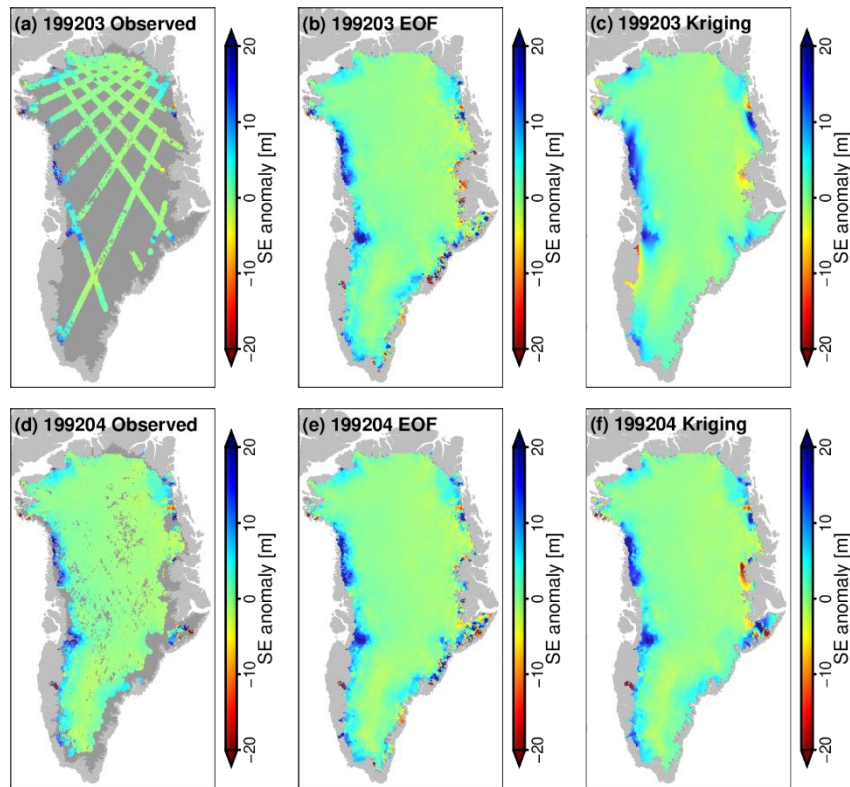 (a) 199203 Observed
20
10
0
−10
−20
SE anomaly [m]
(b) 199203 EOF
20
10
0
−10
−20
SE anomaly [m]
(c) 199203 Kriging
20
10
0
−10
−20
SE anomaly [m]
(d) 199204 Observed
20
10
0
−10
−20
SE anomaly [m]
(e) 199204 EOF
20
10
0
−10
−20
SE anomaly [m]
(f) 199204 Kriging
20
10
0
−10
−20
SE anomaly [m]